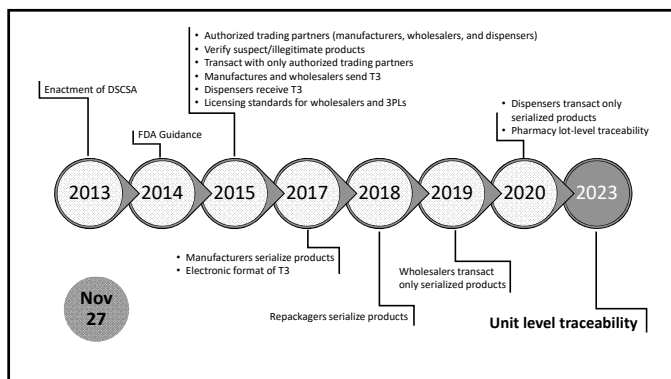 • Authorized trading partners (manufacturers, wholesalers, and dispensers)
• Verify suspect/illegitimate products
• Transact with only authorized trading partners
• Manufactures and wholesalers send T3
• Dispensers receive T3
• Licensing standards for wholesalers and 3PLs
Enactment of DSCSA
FDA Guidance
• Dispensers transact only
serialized products
• Pharmacy lot-level traceability
2013
2014
2015
2017
2018
2019
2020
2023
• Manufacturers serialize products
• Electronic format of T3
Wholesalers transact
only serialized products
Repackagers serialize products
Unit level traceability
Nov
27